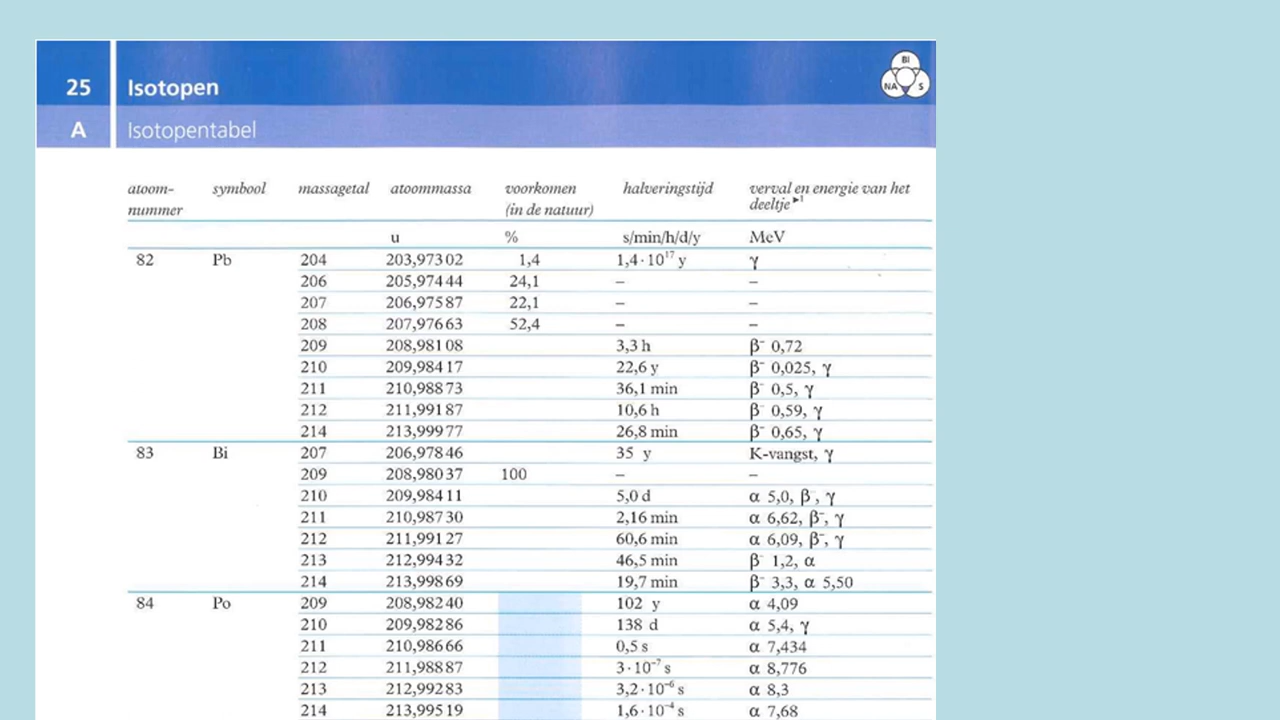 25 Isotopen
BI
NA S
A Isotopentabel
atoom- symbool massagetal atoommassa voorkomen halveringstijd verval en energie van het
nummer (in de natuur) deeltje ►1
u % s/min/h/d/y MeV
82 Pb 204 203,97302 1,4 1,4·10¹⁷ y γ
206 205,97444 24,1 – –
207 206,97587 22,1 – –
208 207,97663 52,4 – –
209 208,98108 3,3 h β⁻ 0,72
210 209,98417 22,6 y β⁻ 0,025, γ
211 210,98873 36,1 min β⁻ 0,5, γ
212 211,99187 10,6 h β⁻ 0,59, γ
214 213,99977 26,8 min β⁻ 0,65, γ
83 Bi 207 206,97846 35 y K-vangst, γ
209 208,98037 100 – –
210 209,98411 5,0 d α 5,0, β⁻, γ
211 210,98730 2,16 min α 6,62, β⁻, γ
212 211,99127 60,6 min α 6,09, β⁻, γ
213 212,99432 46,5 min β⁻ 1,2, α
214 213,99869 19,7 min β⁻ 3,3, α 5,50
84 Po 209 208,98240 102 y α 4,09
210 209,98286 138 d α 5,4, γ
211 210,98666 0,5 s α 7,434
212 211,98887 3·10⁻⁷ s α 8,776
213 212,99283 3,2·10⁻⁶ s α 8,3
214 213,99519 1,6·10⁻⁴ s α 7,68